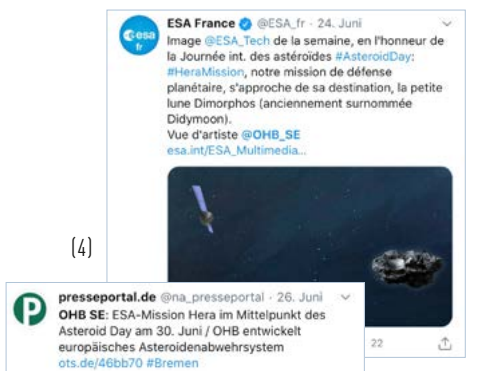 esa
fr
ESA France @ESA_fr · 24. Juni
Image @ESA_Tech de la semaine, en l'honneur de
la Journée int. des astéroïdes #AsteroidDay:
#HeraMission, notre mission de défense
planétaire, s'approche de sa destination, la petite
lune Dimorphos (anciennement surnommée
Didymoon).
Vue d'artiste @OHB_SE
esa.int/ESA_Multimedia...
(4)
22
P
presseportal.de @na_presseportal · 26. Juni
OHB SE: ESA-Mission Hera im Mittelpunkt des
Asteroid Day am 30. Juni / OHB entwickelt
europäisches Asteroidenabwehrsystem
ots.de/46bb70 #Bremen